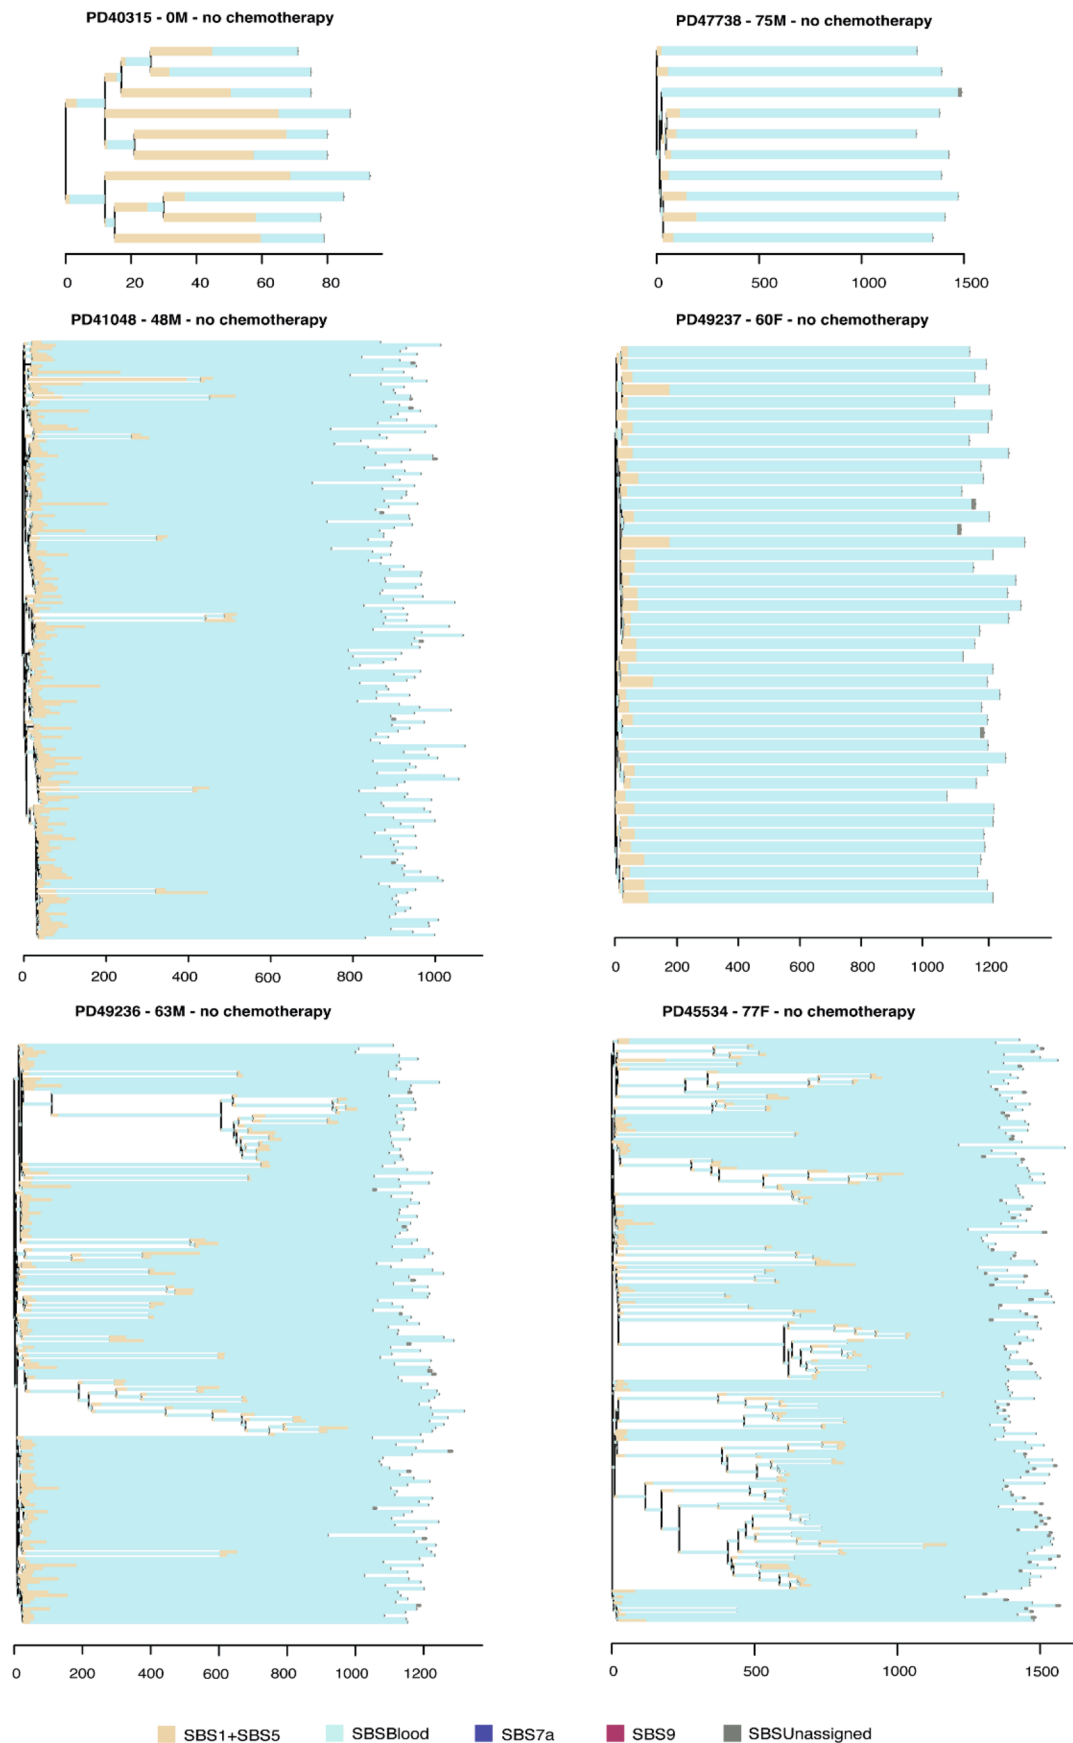 PD40315 - 0M - no chemotherapy
0 20 40 60 80
PD47738 - 75M - no chemotherapy
0 500 1000 1500
PD41048 - 48M - no chemotherapy
0 200 400 600 800 1000
PD49237 - 60F - no chemotherapy
0 200 400 600 800 1000 1200
PD49236 - 63M - no chemotherapy
0 200 400 600 800 1000 1200
PD45534 - 77F - no chemotherapy
0 500 1000 1500
SBS1+SBS5 SBSBlood SBS7a SBS9 SBSUnassigned